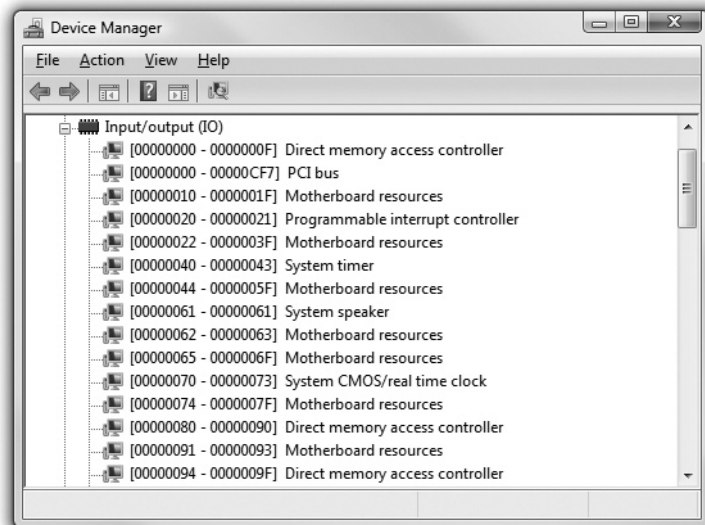 Device Manager
File Action View Help
Input/output (IO)
[00000000 - 0000000F] Direct memory access controller
[00000000 - 00000CF7] PCI bus
[00000010 - 0000001F] Motherboard resources
[00000020 - 00000021] Programmable interrupt controller
[00000022 - 0000003F] Motherboard resources
[00000040 - 00000043] System timer
[00000044 - 0000005F] Motherboard resources
[00000061 - 00000061] System speaker
[00000062 - 00000063] Motherboard resources
[00000065 - 0000006F] Motherboard resources
[00000070 - 00000073] System CMOS/real time clock
[00000074 - 0000007F] Motherboard resources
[00000080 - 00000090] Direct memory access controller
[00000091 - 00000093] Motherboard resources
[00000094 - 0000009F] Direct memory access controller